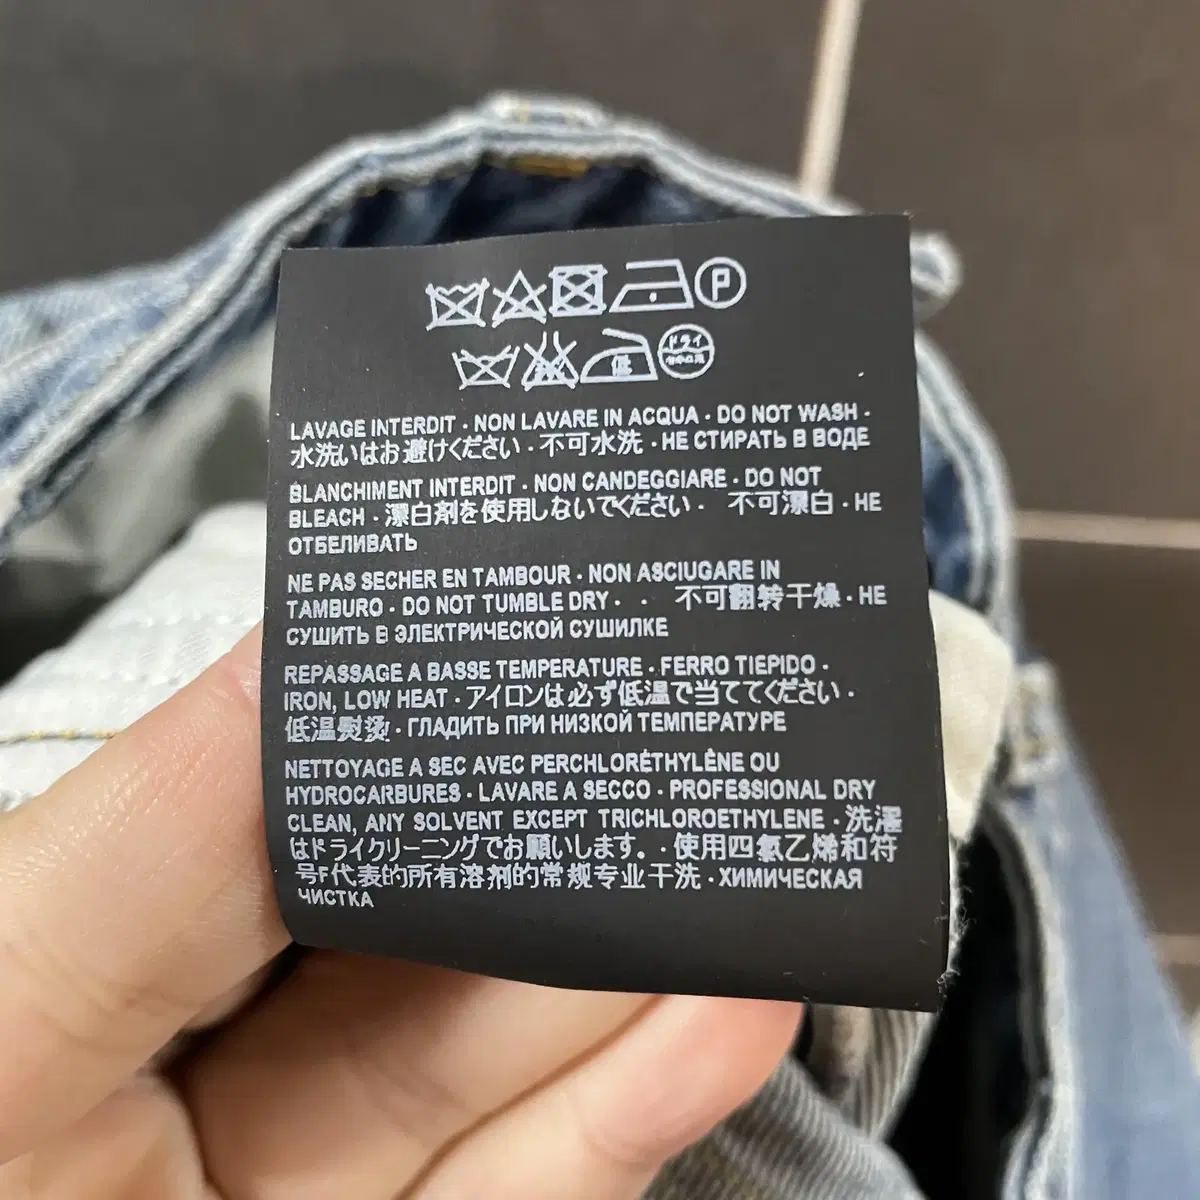 P
低 ドライ
LAVAGE INTERDIT · NON LAVARE IN ACQUA · DO NOT WASH ·
水洗いはお避けください · 不可水洗 · НЕ СТИРАТЬ В ВОДЕ
BLANCHIMENT INTERDIT · NON CANDEGGIARE · DO NOT
BLEACH · 漂白剤を使用しないでください · 不可漂白 · НЕ
ОТБЕЛИВАТЬ
NE PAS SECHER EN TAMBOUR · NON ASCIUGARE IN
TAMBURO · DO NOT TUMBLE DRY · · 不可翻转干燥 · НЕ
СУШИТЬ В ЭЛЕКТРИЧЕСКОЙ СУШИЛКЕ
REPASSAGE A BASSE TEMPERATURE · FERRO TIEPIDO ·
IRON, LOW HEAT · アイロンは必ず低温で当ててください ·
低温熨烫 · ГЛАДИТЬ ПРИ НИЗКОЙ ТЕМПЕРАТУРЕ
NETTOYAGE A SEC AVEC PERCHLORÉTHYLÈNE OU
HYDROCARBURES · LAVARE A SECCO · PROFESSIONAL DRY
CLEAN, ANY SOLVENT EXCEPT TRICHLOROETHYLENE · 洗濯
はドライクリーニングでお願いします。 · 使用四氯乙烯和符
号F代表的所有溶剂的常规专业干洗 · ХИМИЧЕСКАЯ
ЧИСТКА